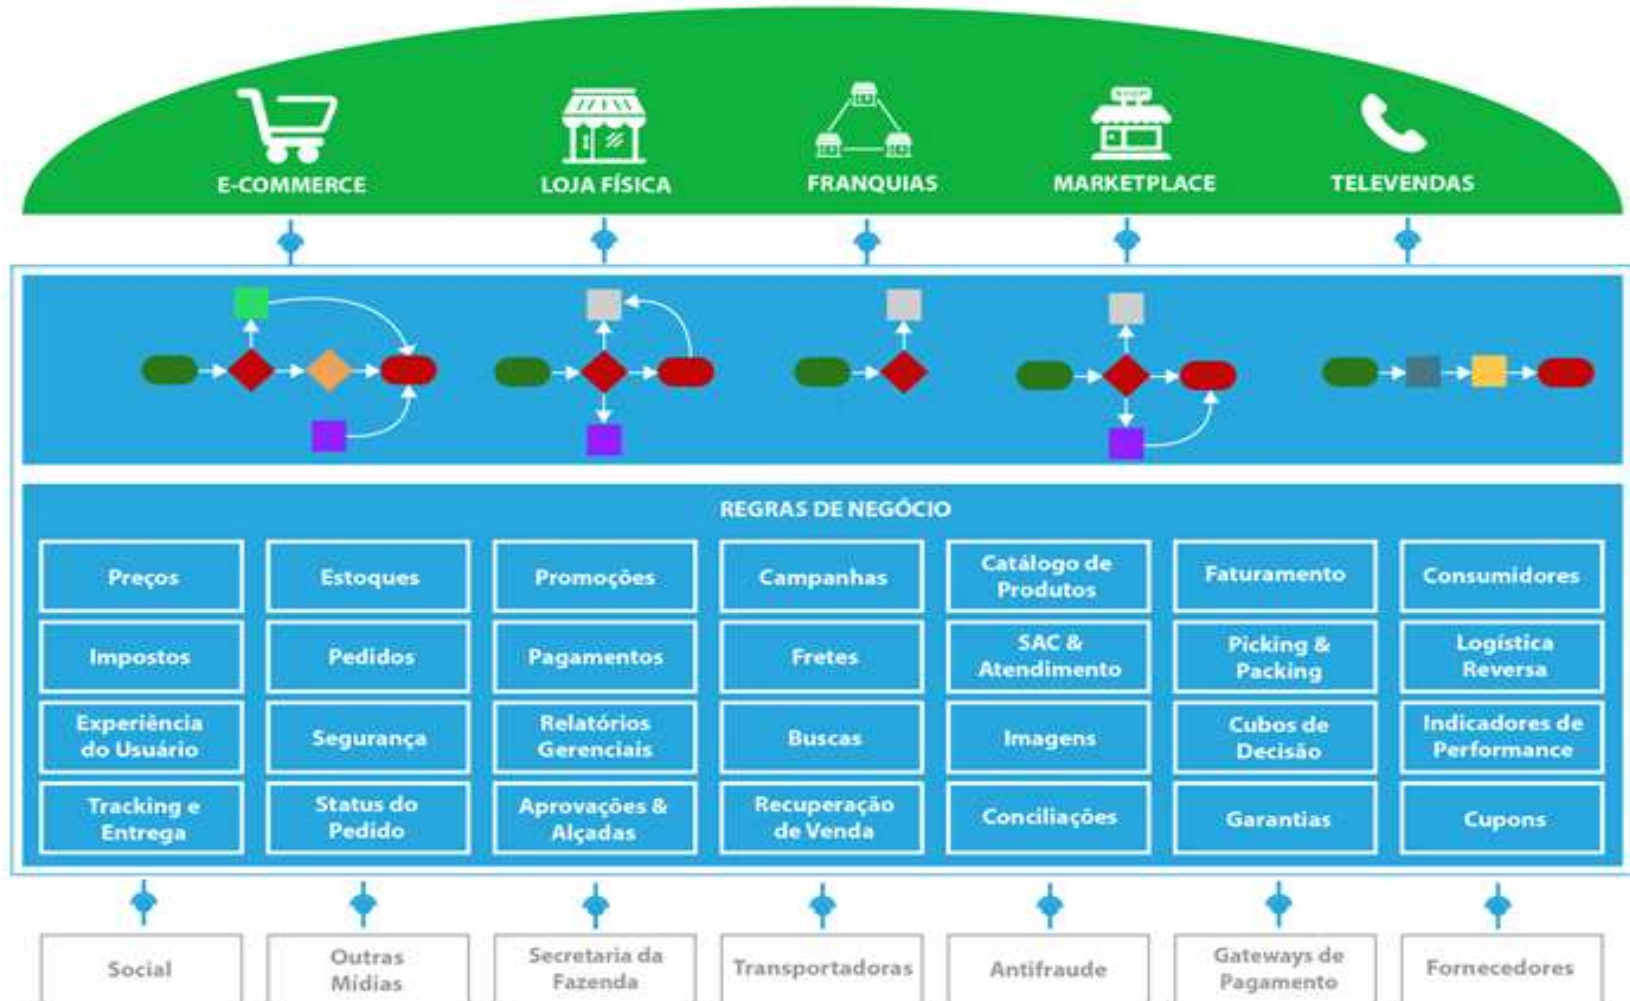 SHOP
E-COMMERCE
LOJA FÍSICA
FRANQUIAS
MARKETPLACE
TELEVENDAS
REGRAS DE NEGÓCIO
Preços
Estoques
Promoções
Campanhas
Catálogo de
Produtos
Faturamento
Consumidores
Impostos
Pedidos
Pagamentos
Fretes
SAC &
Atendimento
Picking &
Packing
Logística
Reversa
Experiência
do Usuário
Segurança
Relatórios
Gerenciais
Buscas
Imagens
Cubos de
Decisão
Indicadores de
Performance
Tracking e
Entrega
Status do
Pedido
Aprovações &
Alçadas
Recuperação
de Venda
Conciliações
Garantias
Cupons
Social
Outras
Mídias
Secretaria da
Fazenda
Transportadoras
Antifraude
Gateways de
Pagamento
Fornecedores